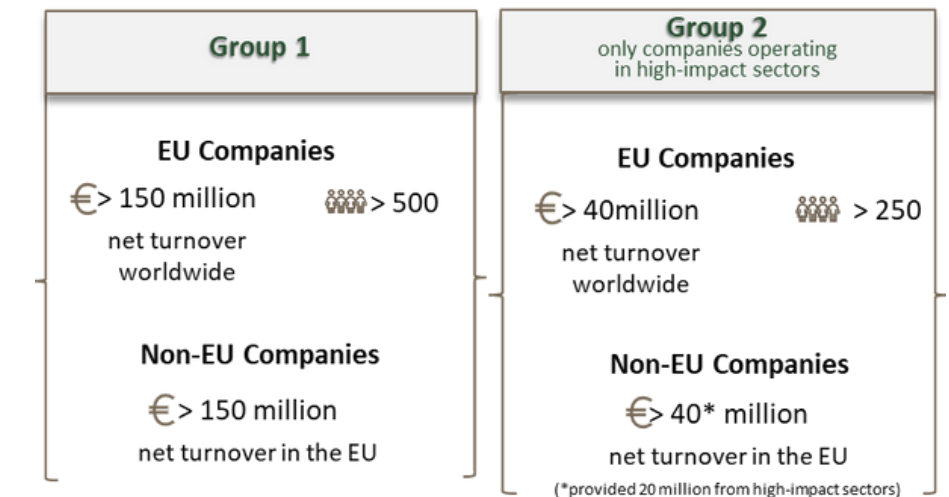 Group 1
EU Companies
€> 150 million
> 500
net turnover
worldwide
Non-EU Companies
€> 150 million
net turnover in the EU
Group 2
only companies operating
in high-impact sectors
EU Companies
€> 40million
> 250
net turnover
worldwide
Non-EU Companies
€> 40* million
net turnover in the EU
(*provided 20 million from high-impact sectors)